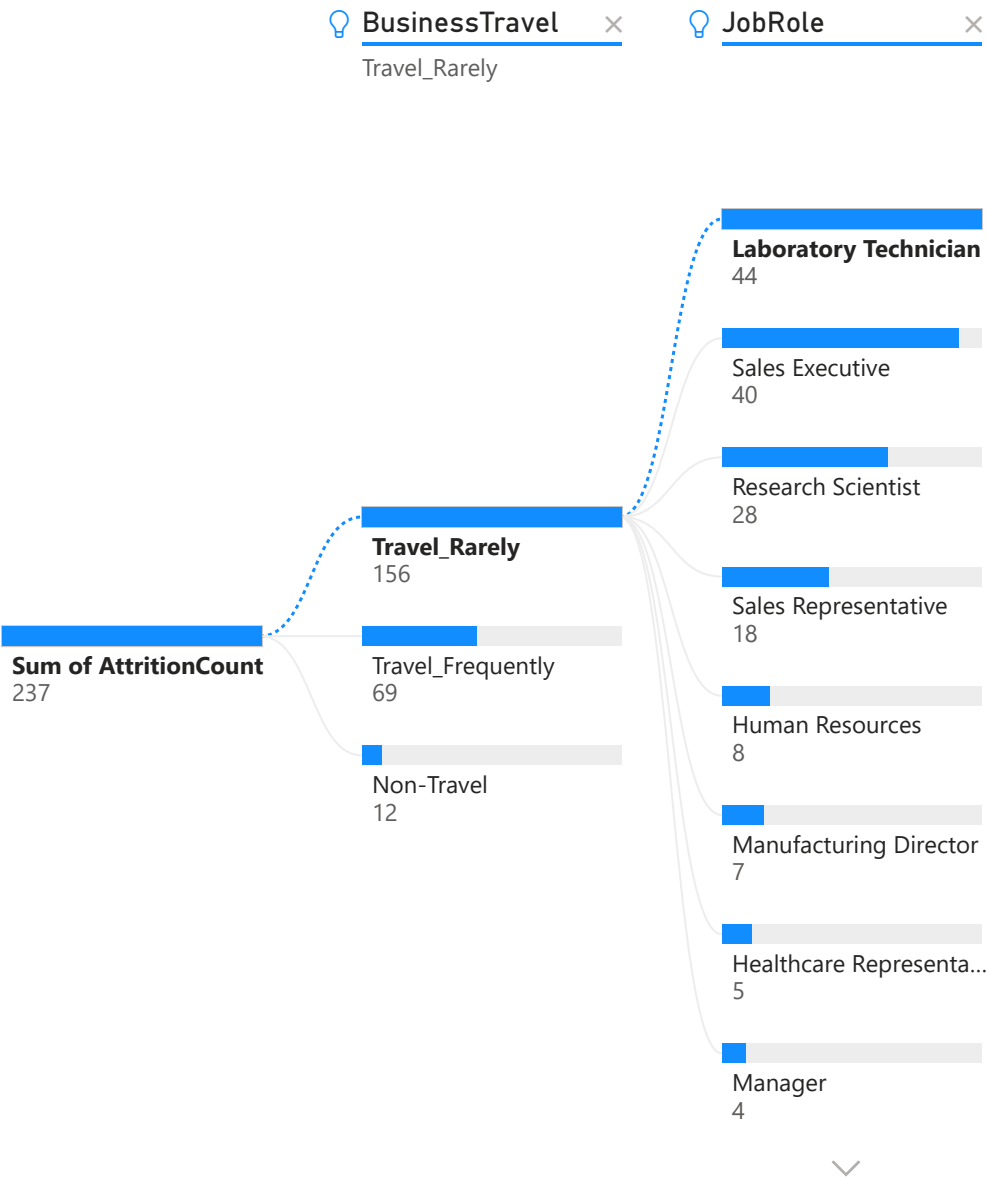 BusinessTravel
Travel_Rarely
JobRole
Sum of AttritionCount
237
Travel_Rarely
156
Travel_Frequently
69
Non-Travel
12
Laboratory Technician
44
Sales Executive
40
Research Scientist
28
Sales Representative
18
Human Resources
8
Manufacturing Director
7
Healthcare Representa...
5
Manager
4